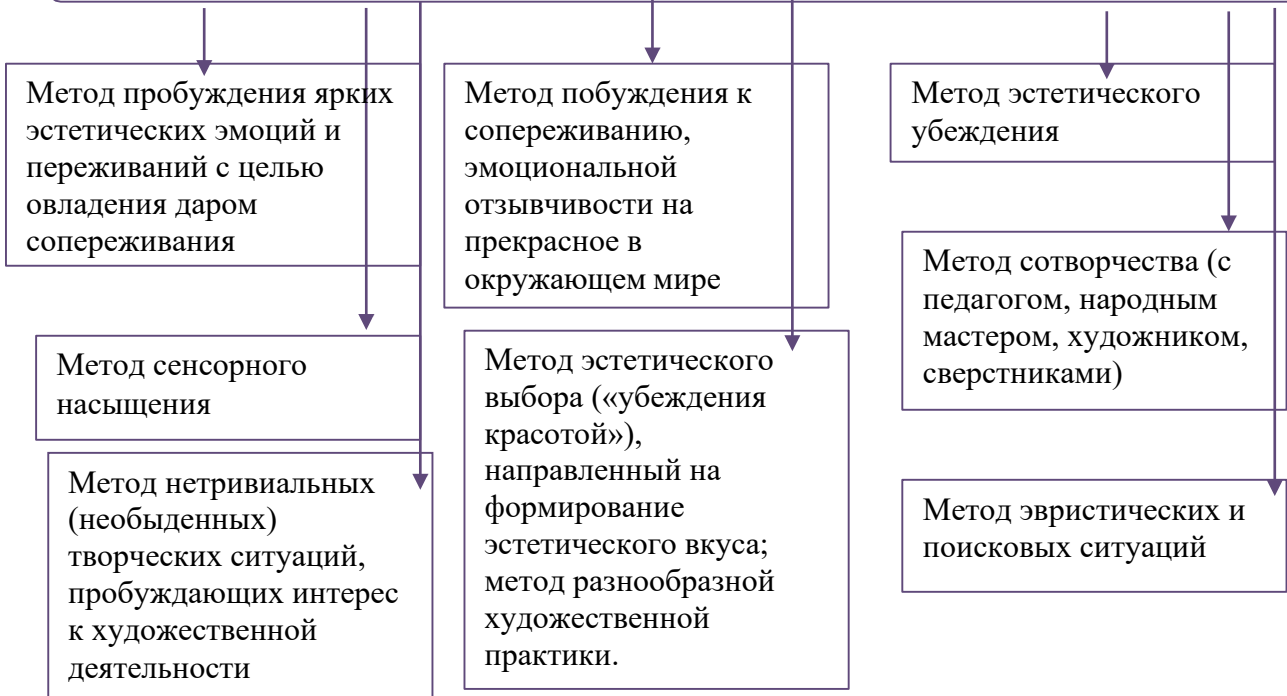 Метод пробуждения ярких
эстетических эмоций и
переживаний с целью
овладения даром
сопереживания
Метод сенсорного
насыщения
Метод нетривиальных
(необыденных)
творческих ситуаций,
пробуждающих интерес
к художественной
деятельности
Метод побуждения к
сопереживанию,
эмоциональной
отзывчивости на
прекрасное в
окружающем мире
Метод эстетического
выбора («убеждения
красотой»),
направленный на
формирование
эстетического вкуса;
метод разнообразной
художественной
практики.
Метод эстетического
убеждения
Метод сотворчества (с
педагогом, народным
мастером, художником,
сверстниками)
Метод эвристических и
поисковых ситуаций